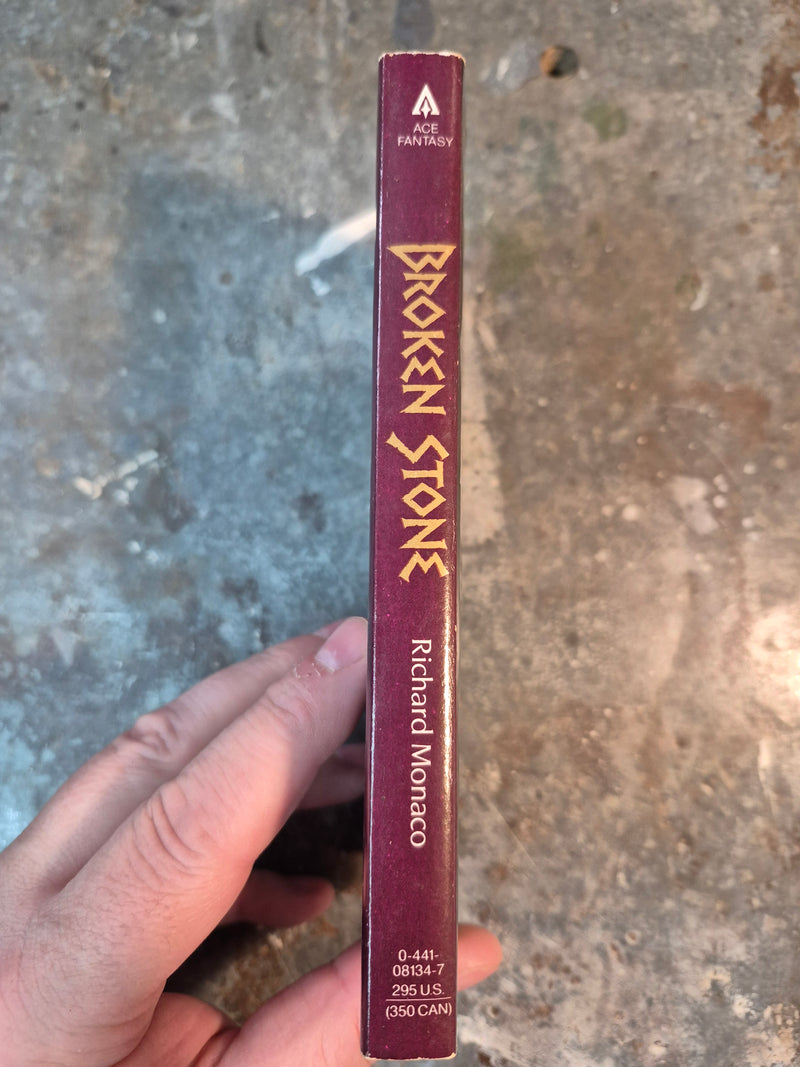 ACE
FANTASY
BROKEN STONE
Richard Monaco
0-441-
08134-7
295 U.S.
(350 CAN)